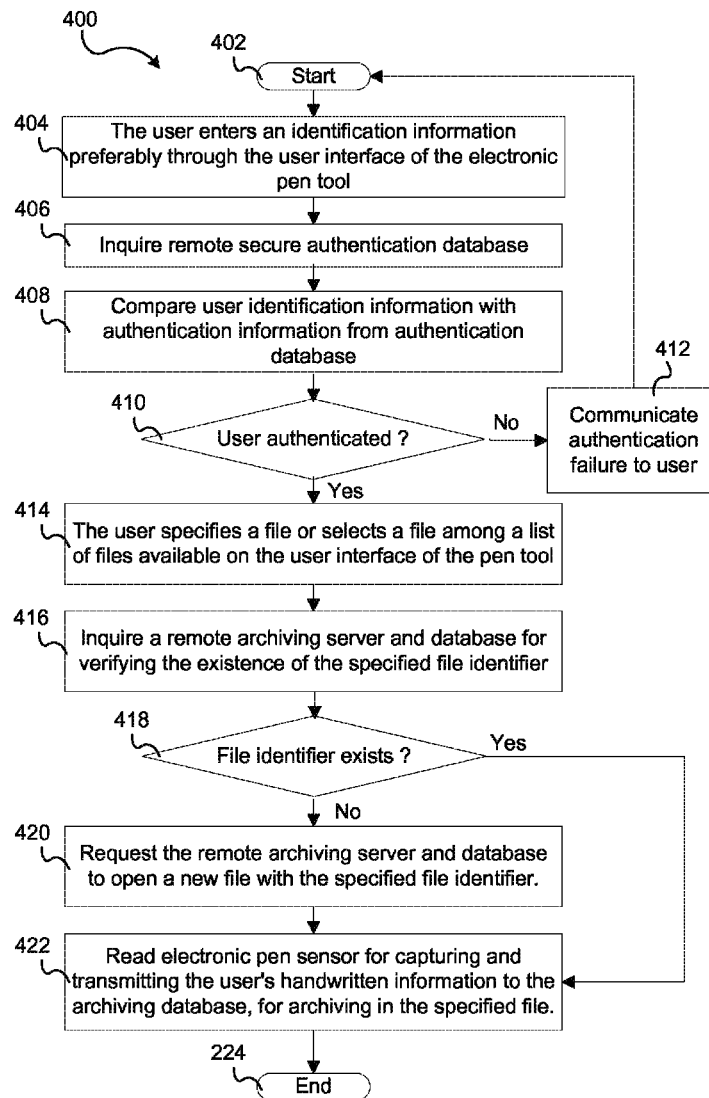 400
402
Start
404
The user enters an identification information
preferably through the user interface of the electronic
pen tool
406
Inquire remote secure authentication database
408
Compare user identification information with
authentication information from authentication
database
412
410
User authenticated ?
No
Communicate
authentication
failure to user
Yes
414
The user specifies a file or selects a file among a list
of files available on the user interface of the pen tool
416
Inquire a remote archiving server and database for
verifying the existence of the specified file identifier
418
File identifier exists ?
Yes
No
420
Request the remote archiving server and database
to open a new file with the specified file identifier.
422
Read electronic pen sensor for capturing and
transmitting the user's handwritten information to the
archiving database, for archiving in the specified file.
224
End